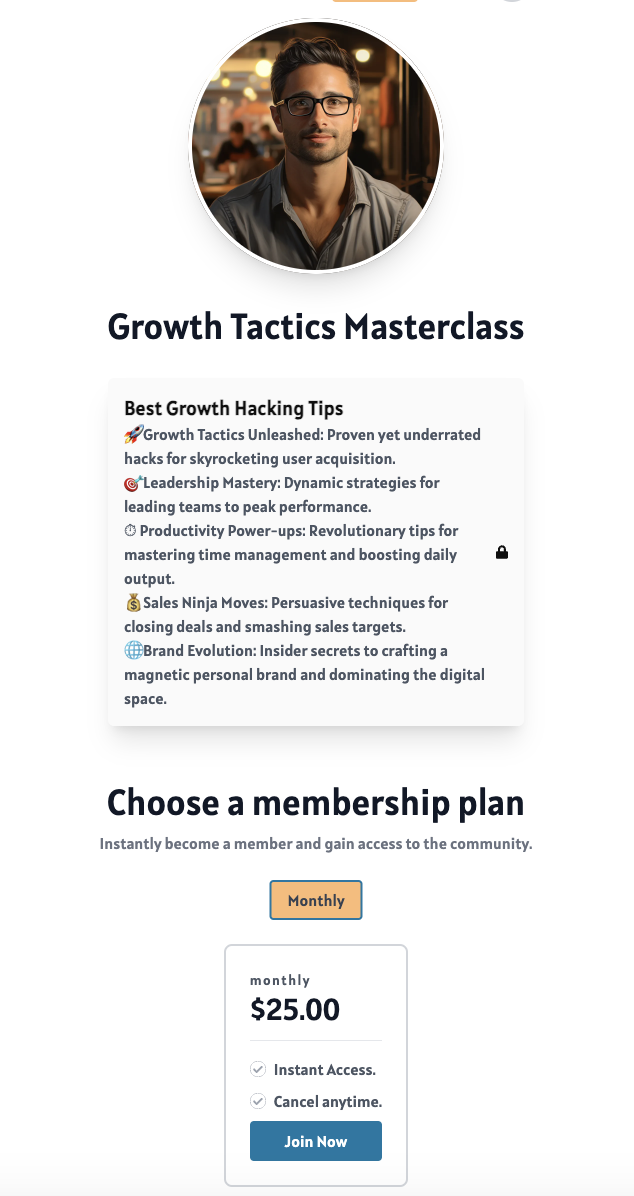 Growth Tactics Masterclass
Best Growth Hacking Tips
🚀Growth Tactics Unleashed: Proven yet underrated
hacks for skyrocketing user acquisition.
🎯Leadership Mastery: Dynamic strategies for
leading teams to peak performance.
⏱ Productivity Power-ups: Revolutionary tips for
mastering time management and boosting daily
output.
💰Sales Ninja Moves: Persuasive techniques for
closing deals and smashing sales targets.
🌐Brand Evolution: Insider secrets to crafting a
magnetic personal brand and dominating the digital
space.
Choose a membership plan
Instantly become a member and gain access to the community.
Monthly
monthly
$25.00
Instant Access.
Cancel anytime.
Join Now